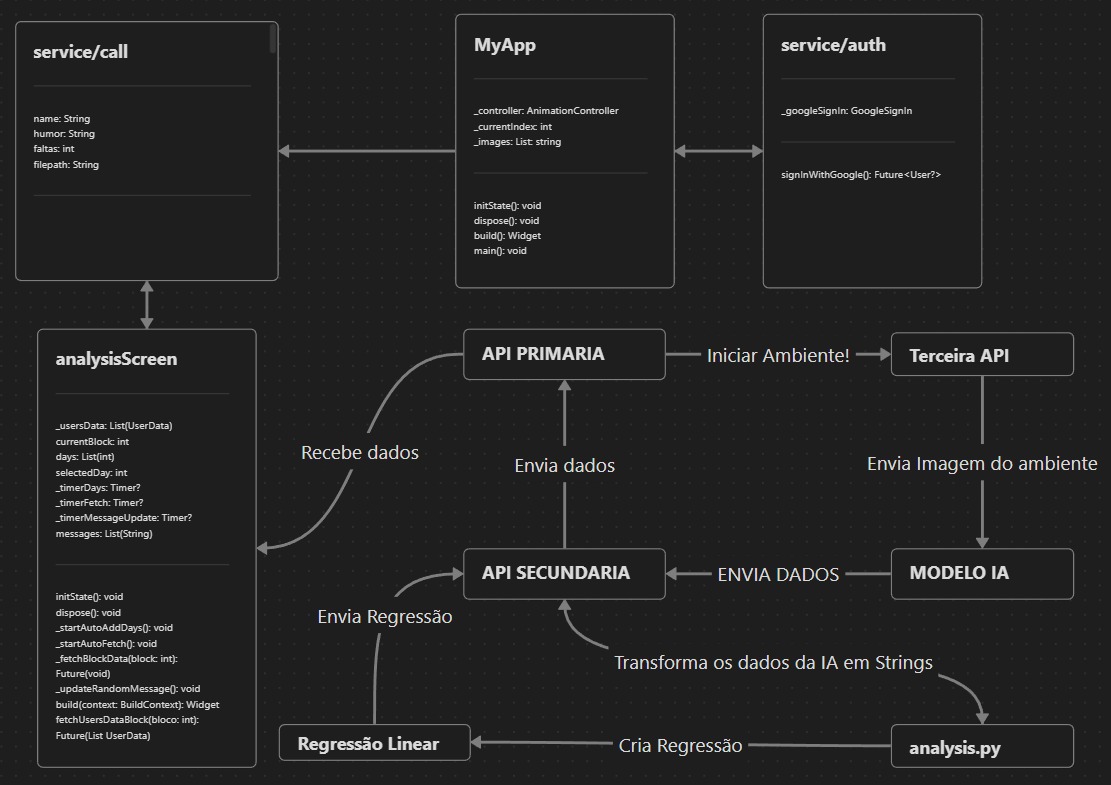 service/call
name: String
humor: String
faltas: int
filepath: String
MyApp
_controller: AnimationController
_currentIndex: int
_images: List: string
initState(): void
dispose(): void
build(): Widget
main(): void
service/auth
_googleSignIn: GoogleSignIn
signInWithGoogle(): Future<User?>
analysisScreen
_usersData: List(UserData)
currentBlock: int
days: List(int)
selectedDay: int
_timerDays: Timer?
_timerFetch: Timer?
_timerMessageUpdate: Timer?
messages: List(String)
initState(): void
dispose(): void
_startAutoAddDays(): void
_startAutoFetch(): void
_fetchBlockData(block: int):
Future(void)
_updateRandomMessage(): void
build(context: BuildContext): Widget
fetchUsersDataBlock(bloco: int):
Future(List UserData)
API PRIMARIA
Iniciar Ambiente!
Terceira API
Recebe dados
Envia dados
Envia Imagem do ambiente
API SECUNDARIA
ENVIA DADOS
MODELO IA
Envia Regressão
Transforma os dados da IA em Strings
Regressão Linear
Cria Regressão
analysis.py